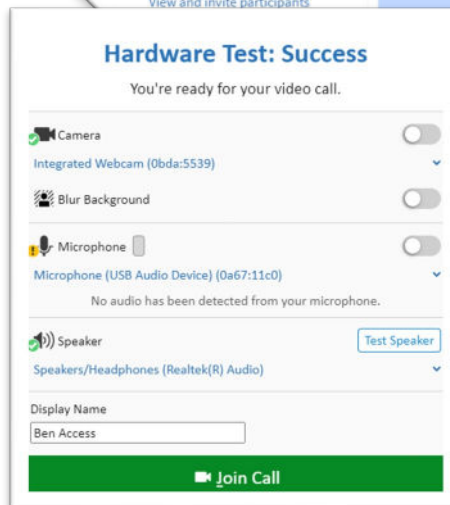 View and invite participants
Hardware Test: Success
You're ready for your video call.
Camera
Integrated Webcam (0bda:5539)
Blur Background
Microphone
Microphone (USB Audio Device) (0a67:11c0)
No audio has been detected from your microphone.
Speaker
Test Speaker
Speakers/Headphones (Realtek(R) Audio)
Display Name
Ben Access
Join Call